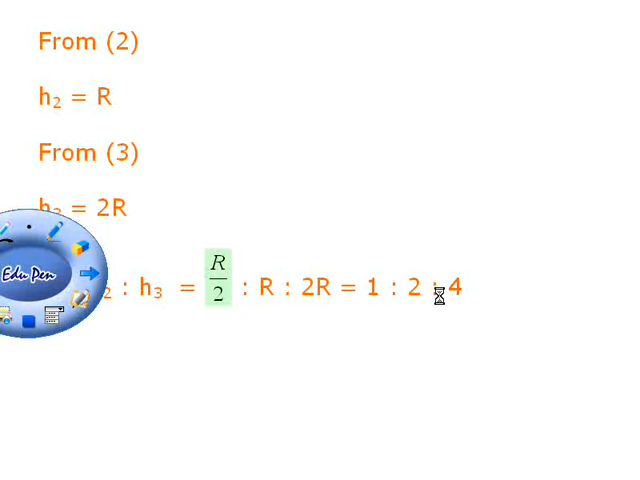 From (2)
h₂ = R
From (3)
h₃ = 2R
Edu Pen
₂ : h₃ = R/2 : R : 2R = 1 : 2 : 4